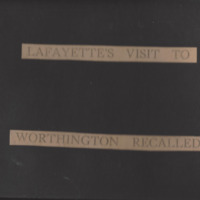 LAFAYETTE'S VISIT TO
WORTHINGTON RECALLED